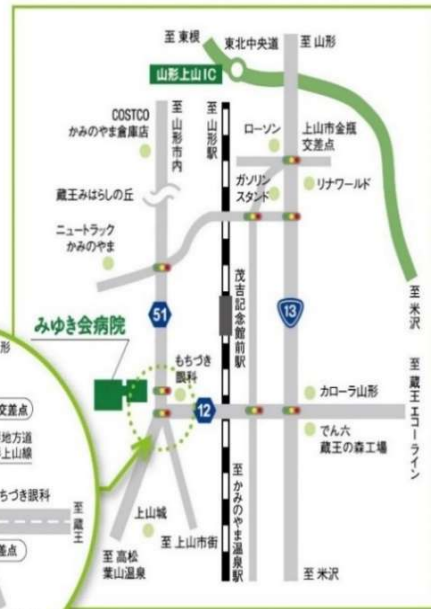 至 東根
東北中央道
至 山形
山形上山IC
COSTCO
かみのやま倉庫店
至 山形市内
至 山形駅
ローソン
上山市金瓶
交差点
蔵王みはらしの丘
ガソリン
スタンド
リナワールド
ニュートラック
かみのやま
51
茂吉記念館前駅
13
至 米沢
みゆき会病院
もちづき
眼科
12
カローラ山形
至 蔵王エコーライン
でん六
蔵王の森工場
上山城
至 上山市街
至 高松
葉山温泉
至 かみのやま温泉駅
至 米沢
形
交差点
地方道
上山線
ちづき眼科
至 蔵王
差点